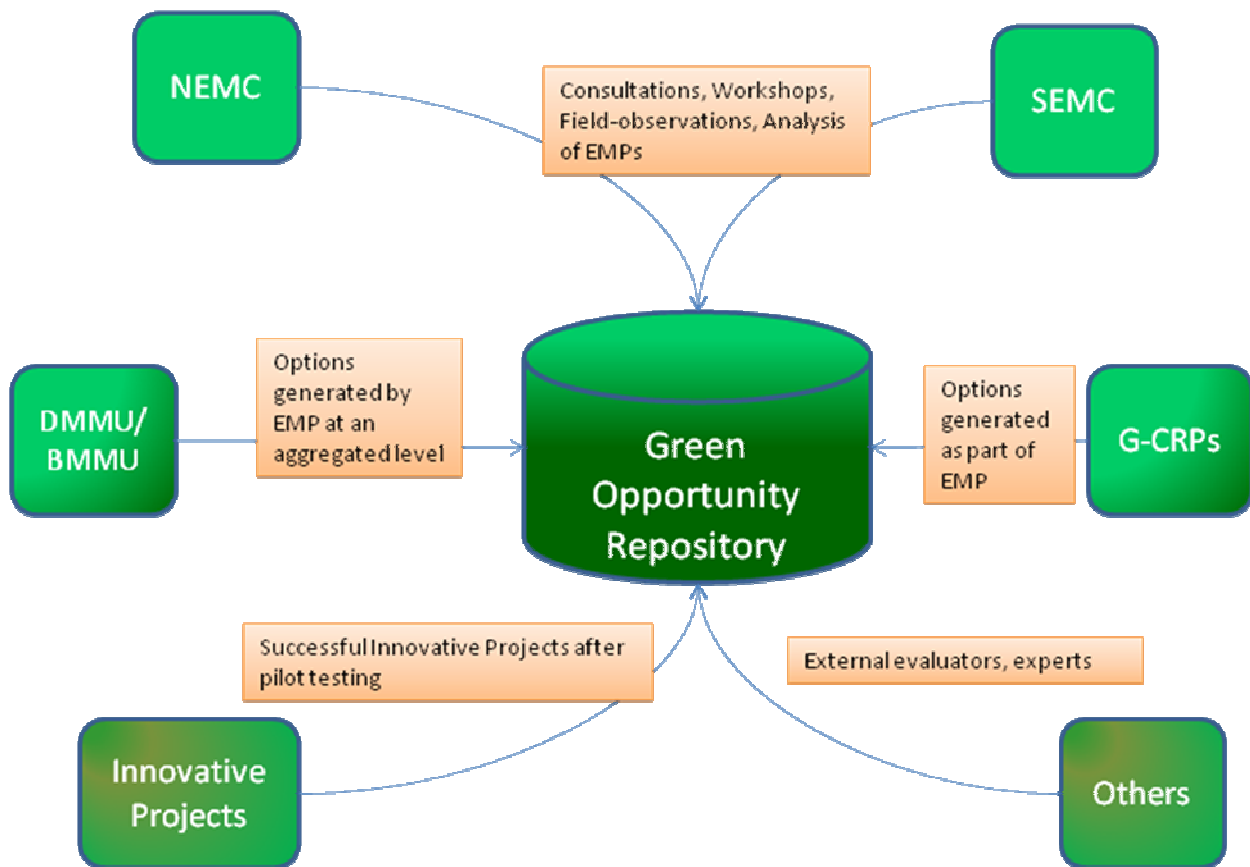 NEMC
Consultations, Workshops,
Field-observations, Analysis
of EMPs
SEMC
DMMU/
BMMU
Options
generated by
EMP at an
aggregated level
Green
Opportunity
Repository
Options
generated
as part of
EMP
G-CRPs
Successful Innovative Projects after
pilot testing
External evaluators, experts
Innovative
Projects
Others